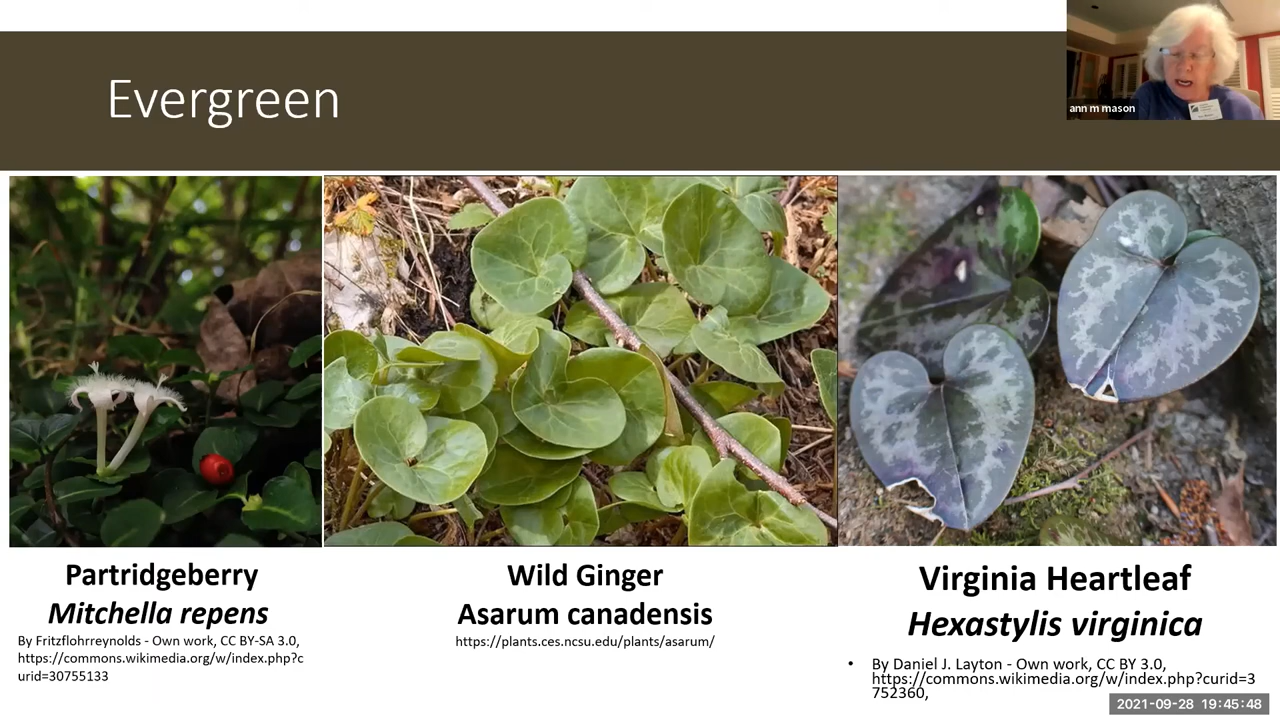 Evergreen
ann m mason
Partridgeberry
Mitchella repens
By Fritzflohrreynolds - Own work, CC BY-SA 3.0,
https://commons.wikimedia.org/w/index.php?c
urid=30755133
Wild Ginger
Asarum canadensis
https://plants.ces.ncsu.edu/plants/asarum/
Virginia Heartleaf
Hexastylis virginica
• By Daniel J. Layton - Own work, CC BY 3.0,
https://commons.wikimedia.org/w/index.php?curid=3
752360,
2021-09-28 19:45:48